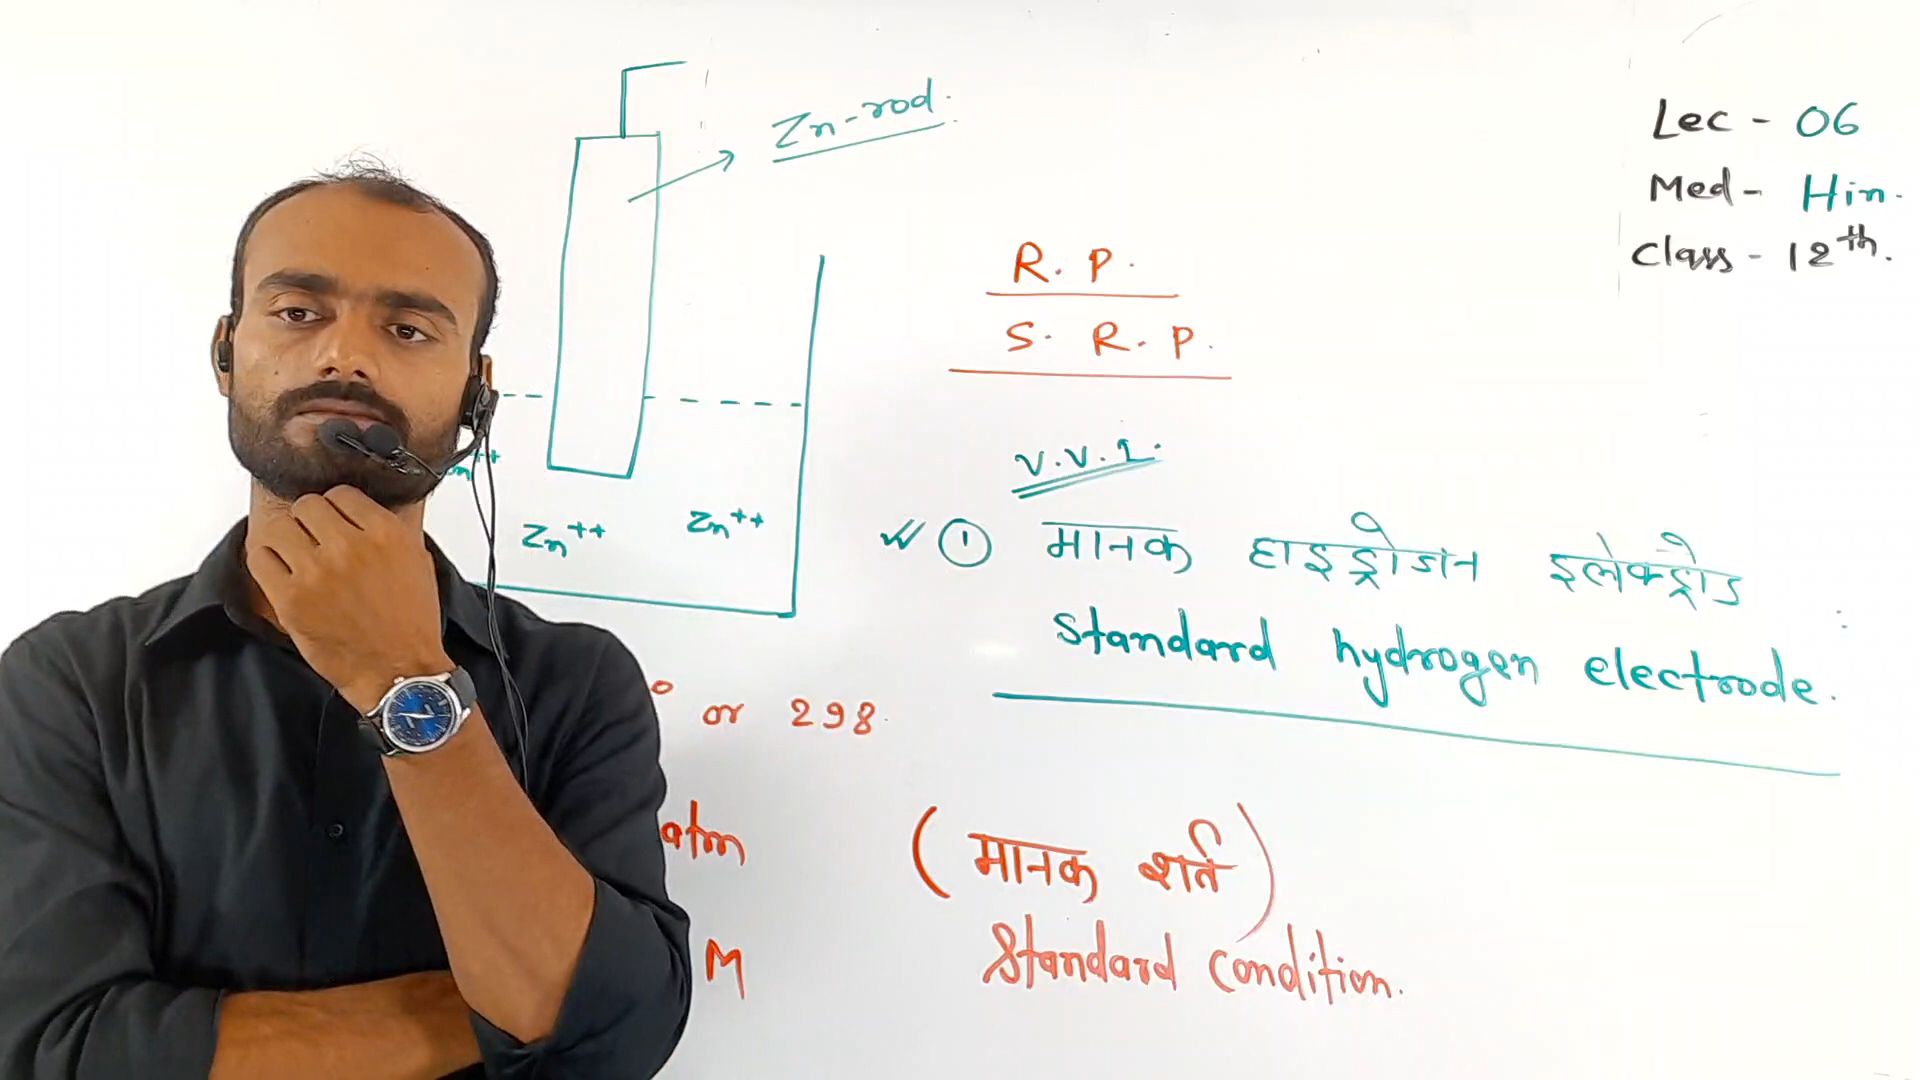 Zn-rod.
Lec - 06
Med - Hin.
Class - 12th.
R. P.
S. R. P.
V.V.I.
① मानक हाइड्रोजन इलेक्ट्रोड
Standard hydrogen electrode.
Zn++ Zn++
° or 298
atm
M
(मानक शर्त)
Standard condition.